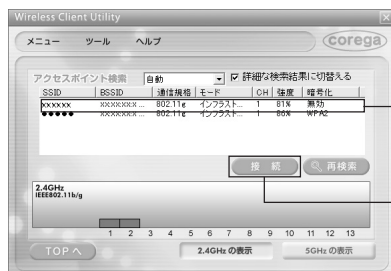 Wireless Client Utility
メニュー ツール ヘルプ corega
アクセスポイント検索 自動 詳細な検索結果に切替える
SSID BSSID 通信規格 モード CH 強度 暗号化
xxxxxx xxxxxxx... 802.11g インフラスト... 1 81% 無効
●●●●● xxxxxxx... 802.11g インフラスト... 1 86% WPA2
接続 再検索
2.4GHz
IEEE802.11b/g
1 2 3 4 5 6 7 8 9 10 11 12 13
TOPへ 2.4GHzの表示 5GHzの表示